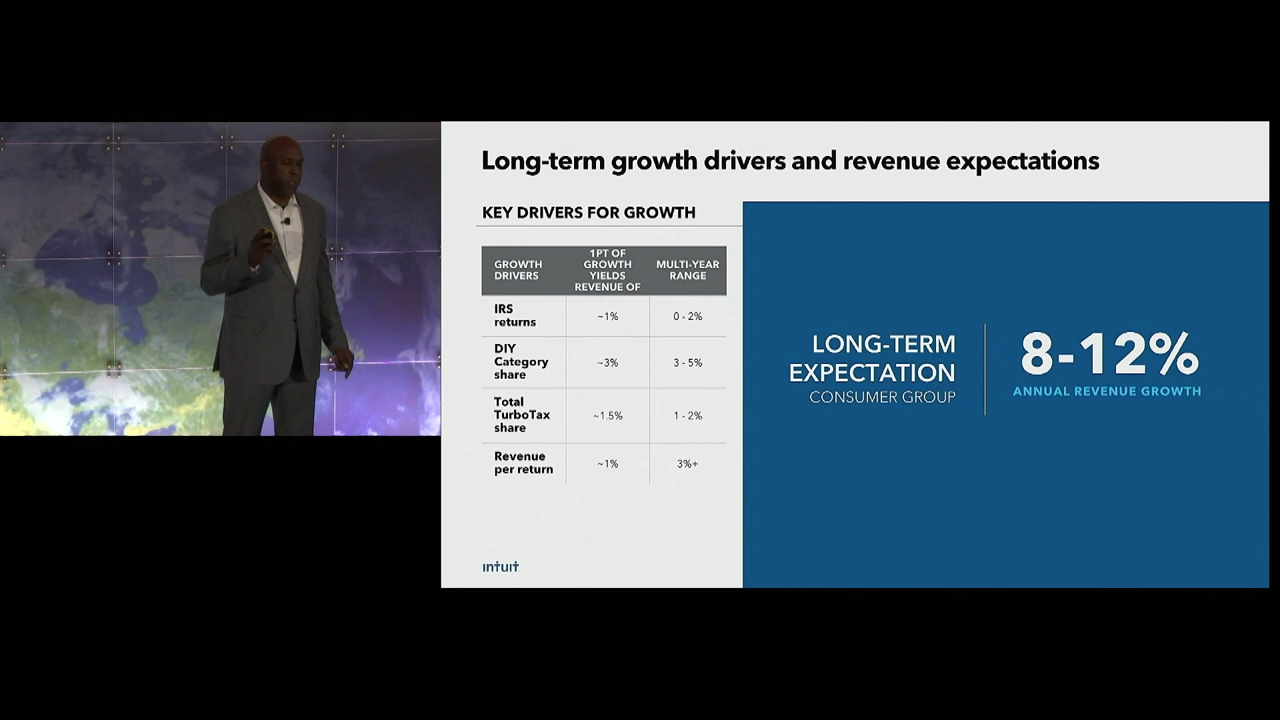 Long-term growth drivers and revenue expectations
KEY DRIVERS FOR GROWTH
GROWTH
DRIVERS
1PT OF
GROWTH
YIELDS
REVENUE OF
MULTI-YEAR
RANGE
IRS
returns
~1%
0 - 2%
DIY
Category
share
~3%
3 - 5%
Total
TurboTax
share
~1.5%
1 - 2%
Revenue
per return
~1%
3%+
LONG-TERM
EXPECTATION
CONSUMER GROUP
8-12%
ANNUAL REVENUE GROWTH
intuit